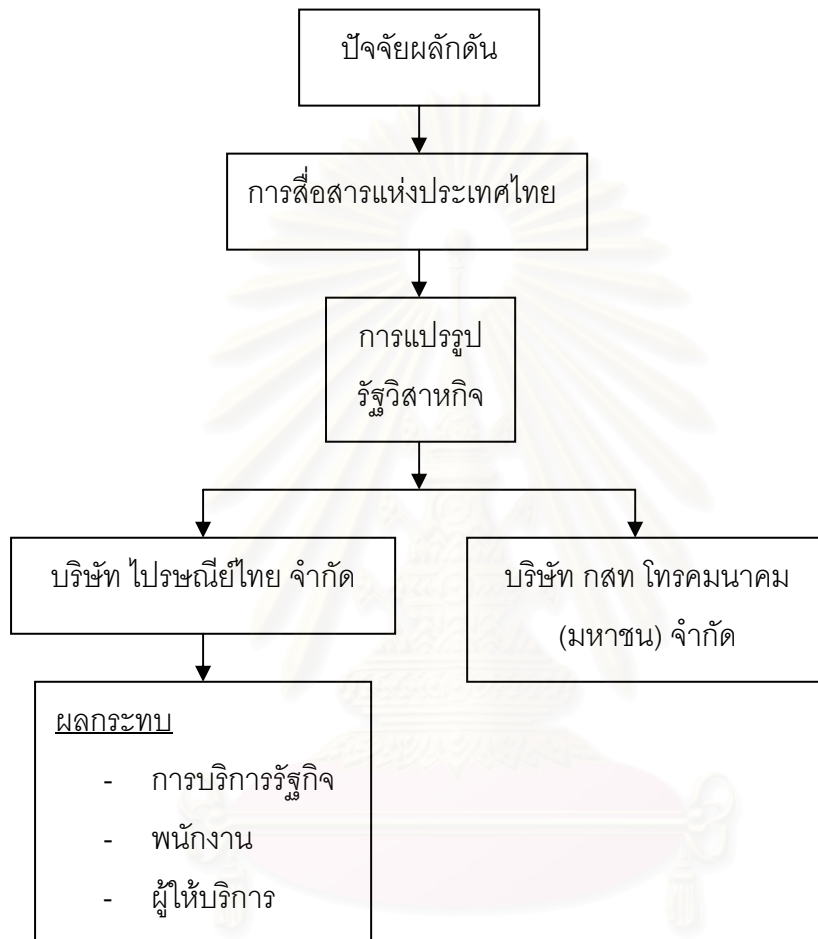 ปัจจัยผลักดัน
การสื่อสารแห่งประเทศไทย
การแปรรูป
รัฐวิสาหกิจ
บริษัท ไปรษณีย์ไทย จำกัด
บริษัท กสท โทรคมนาคม
(มหาชน) จำกัด
ผลกระทบ
- การบริการรัฐกิจ
- พนักงาน
- ผู้ให้บริการ